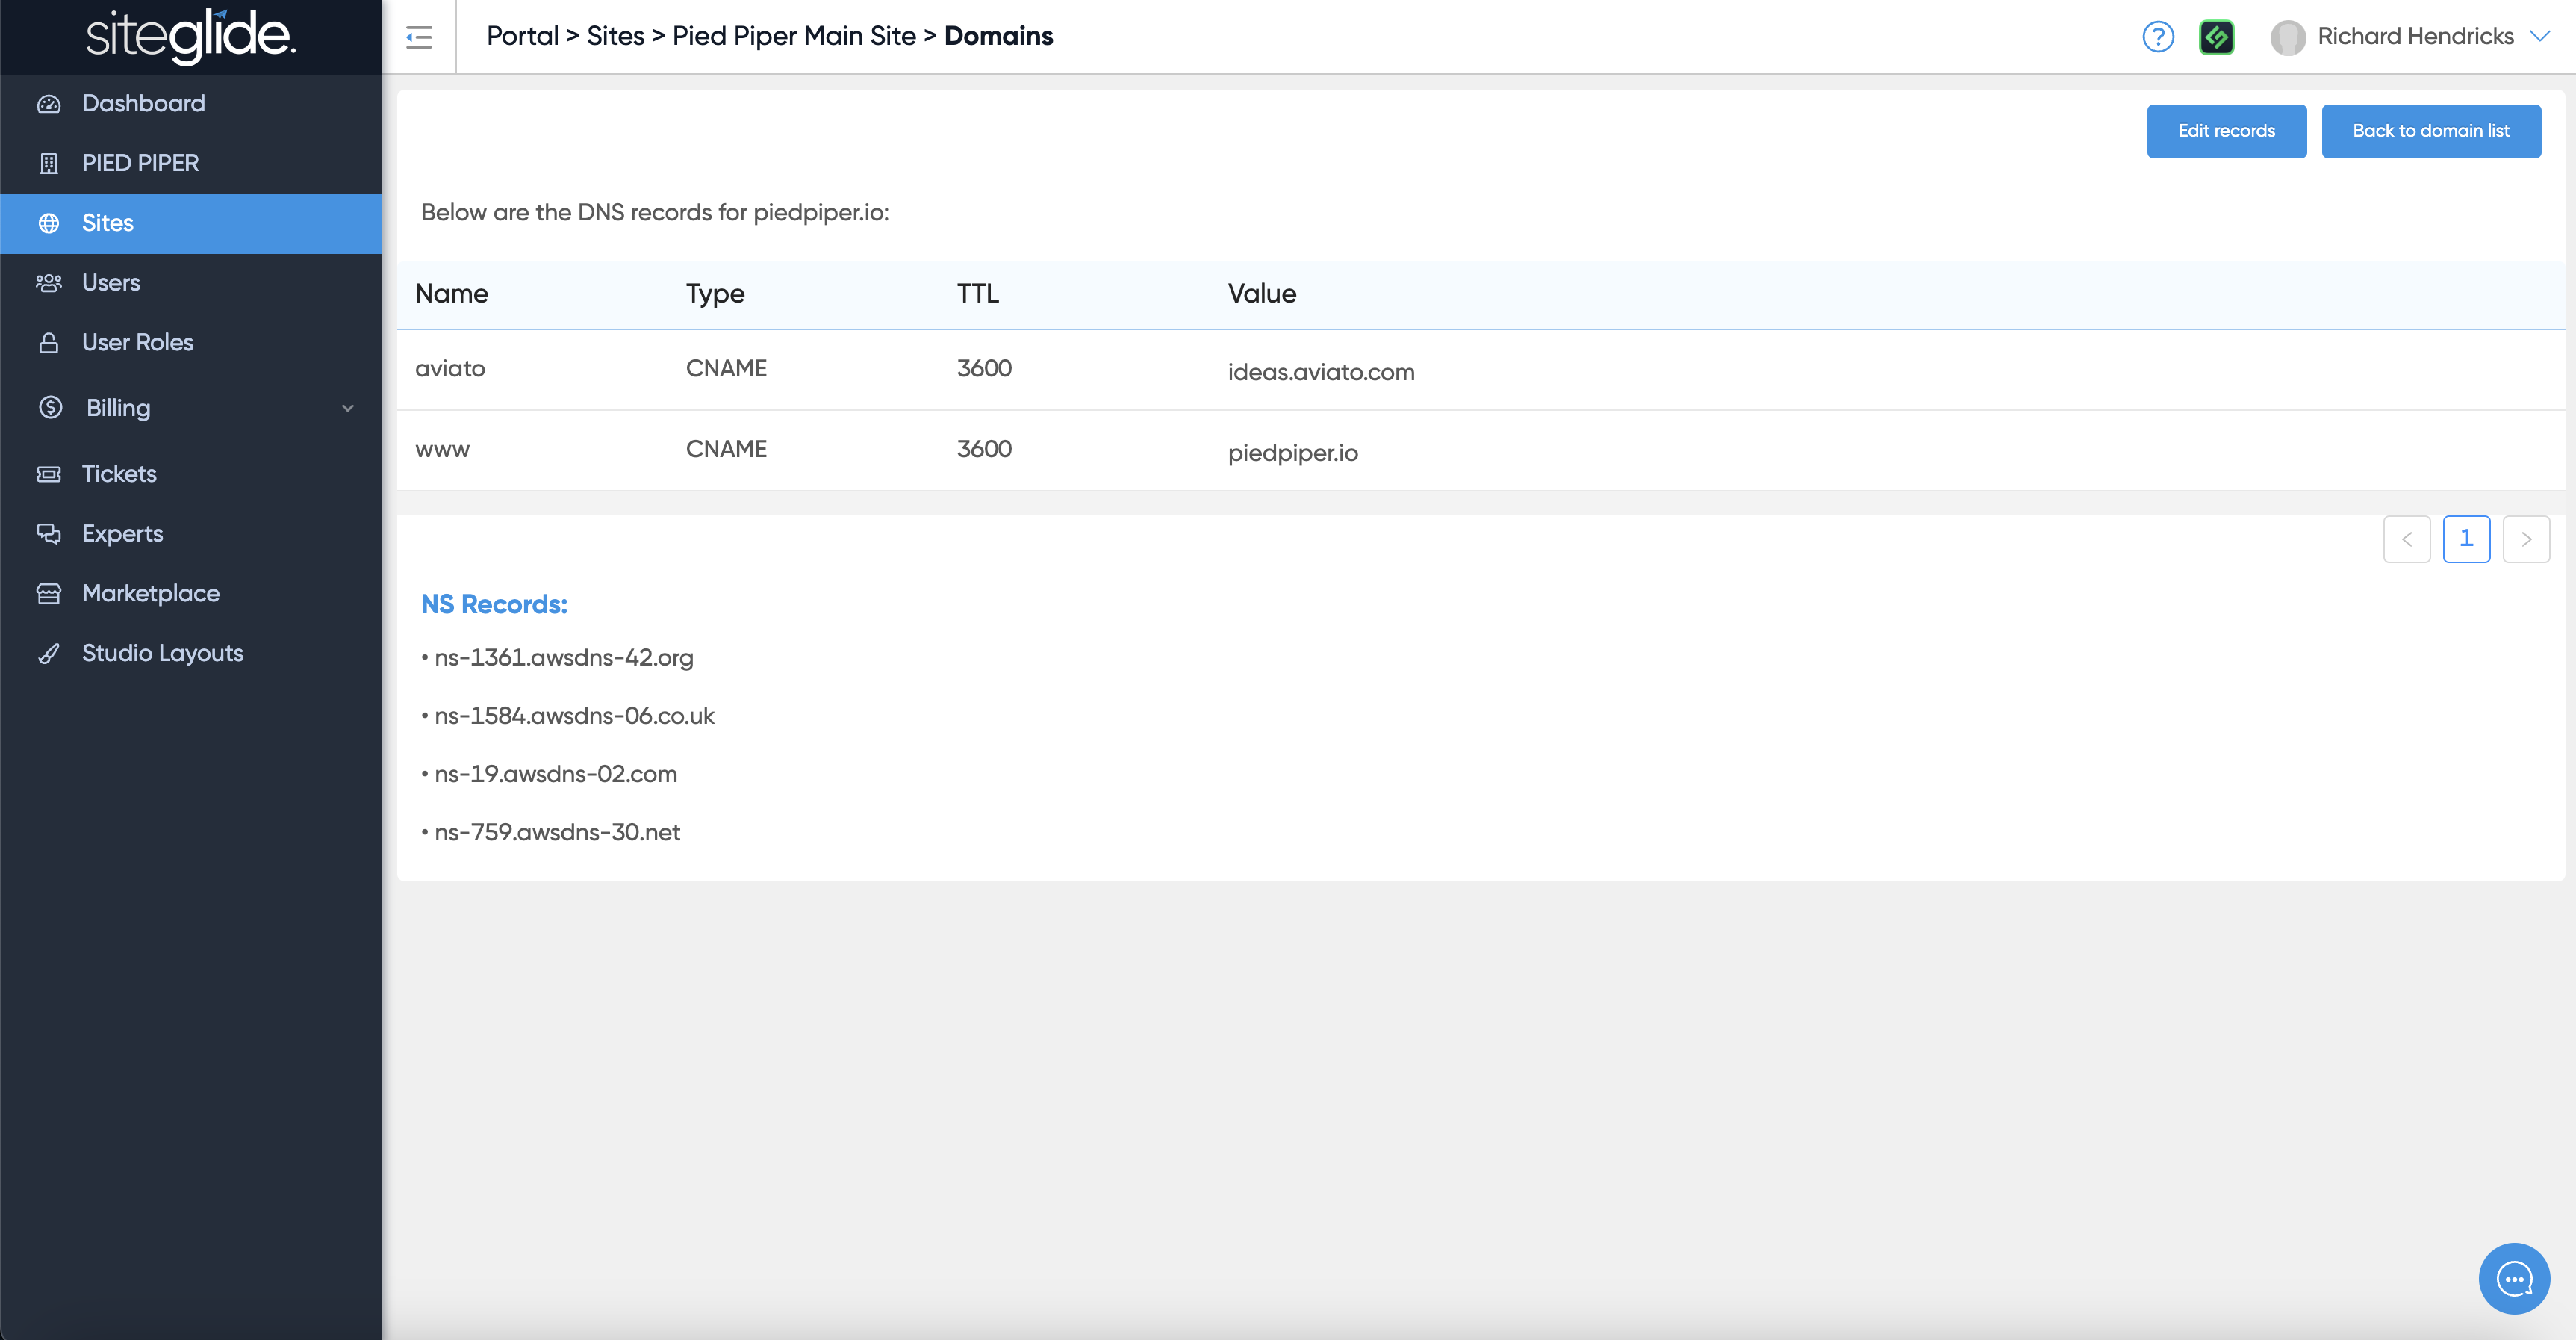 siteglide.
Portal > Sites > Pied Piper Main Site > Domains
?
Richard Hendricks
Dashboard
PIED PIPER
Sites
Users
User Roles
Billing
Tickets
Experts
Marketplace
Studio Layouts
Edit records
Back to domain list
Below are the DNS records for piedpiper.io:
Name Type TTL Value
aviato CNAME 3600 ideas.aviato.com
www CNAME 3600 piedpiper.io
< 1 >
NS Records:
• ns-1361.awsdns-42.org
• ns-1584.awsdns-06.co.uk
• ns-19.awsdns-02.com
• ns-759.awsdns-30.net